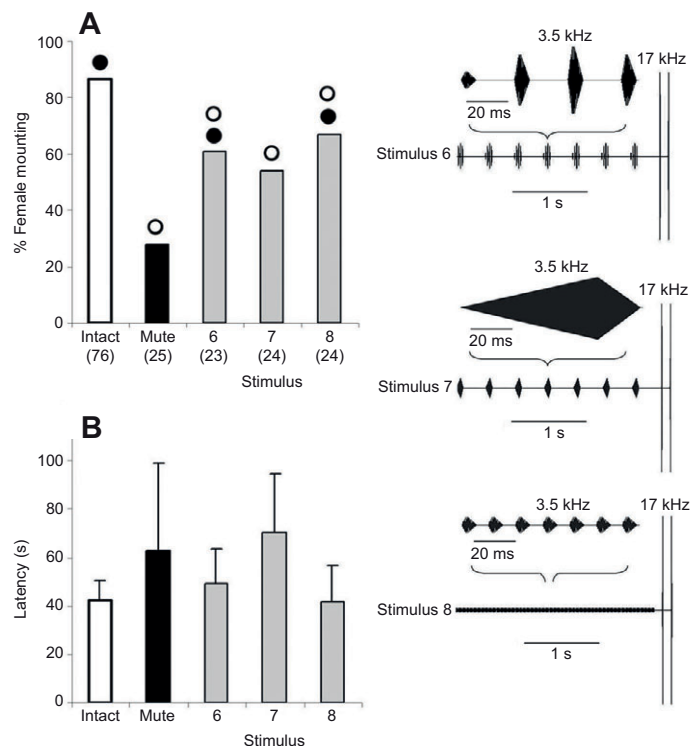 A
% Female mounting
100
80
60
40
20
0
Intact Mute 6 7 8
(76) (25) (23) (24) (24)
Stimulus
B
Latency (s)
100
80
60
40
20
0
Intact Mute 6 7 8
Stimulus
3.5 kHz
17 kHz
20 ms
Stimulus 6
1 s
3.5 kHz
17 kHz
20 ms
Stimulus 7
1 s
3.5 kHz
17 kHz
20 ms
Stimulus 8
1 s